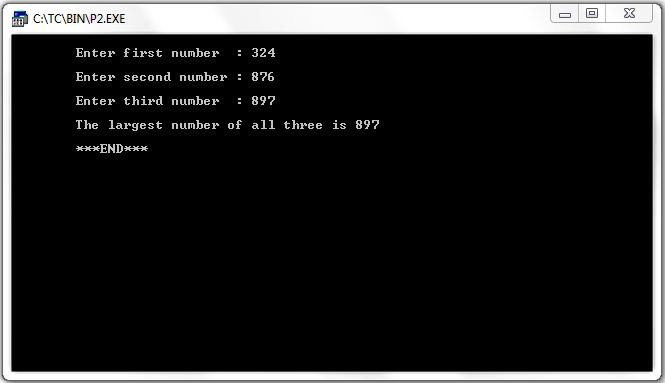 C:\TC\BIN\P2.EXE
Enter first number  : 324
Enter second number : 876
Enter third number  : 897
The largest number of all three is 897
***END***